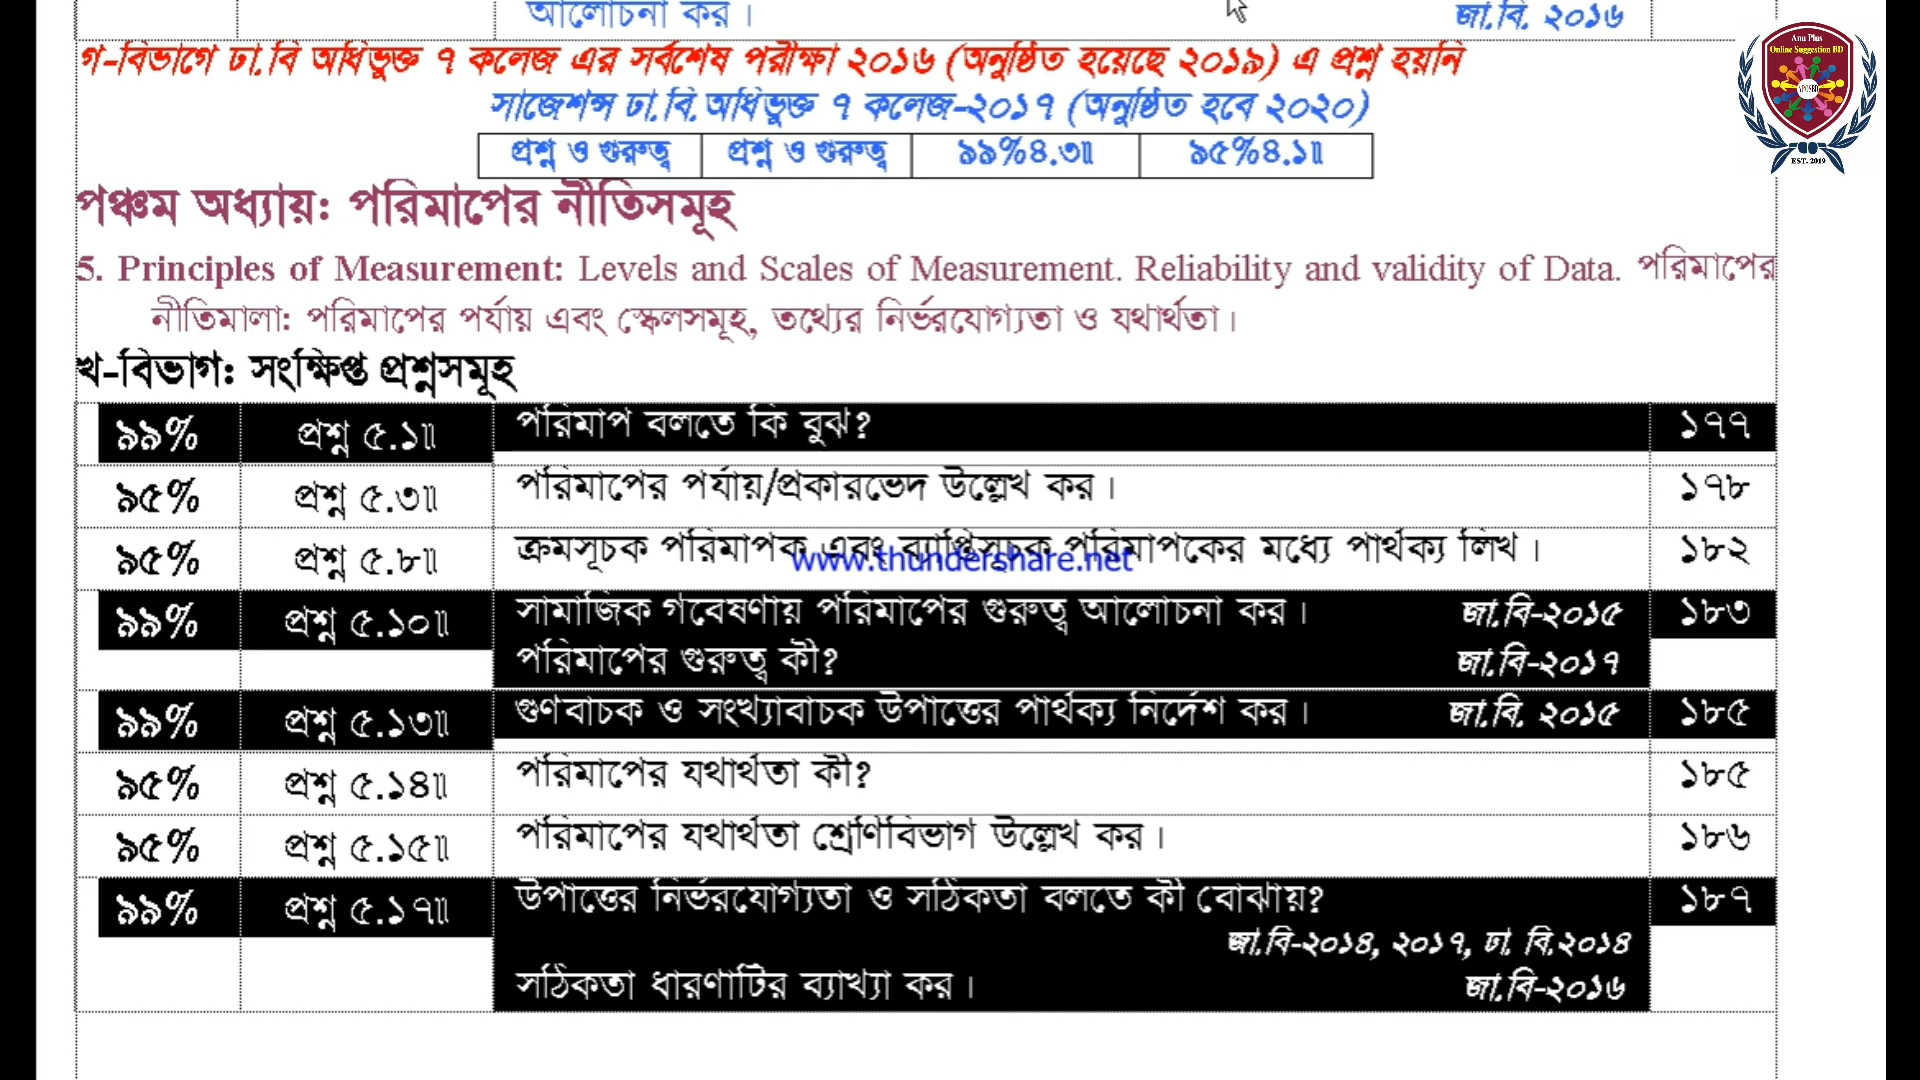 আলোচনা কর। জা.বি. ২০১৬
গ-বিভাগে ঢা.বি অধিভুক্ত ৭ কলেজ এর সর্বশেষ পরীক্ষা ২০১৬ (অনুষ্ঠিত হয়েছে ২০১৯) এ প্রশ্ন হয়নি
সাজেশন্স ঢা.বি.অধিভুক্ত ৭ কলেজ-২০১৭ (অনুষ্ঠিত হবে ২০২০)
প্রশ্ন ও গুরুত্ব প্রশ্ন ও গুরুত্ব ৯৯%৪.৩॥ ৯৫%৪.১॥
Anu Plus
Online Suggestion BD
APOSBD
EST. 2019
পঞ্চম অধ্যায়: পরিমাপের নীতিসমূহ
5. Principles of Measurement: Levels and Scales of Measurement. Reliability and validity of Data. পরিমাপের
নীতিমালা: পরিমাপের পর্যায় এবং স্কেলসমূহ, তথ্যের নির্ভরযোগ্যতা ও যথার্থতা।
খ-বিভাগ: সংক্ষিপ্ত প্রশ্নসমূহ
৯৯% প্রশ্ন ৫.১॥ পরিমাপ বলতে কি বুঝ? ১৭৭
৯৫% প্রশ্ন ৫.৩॥ পরিমাপের পর্যায়/প্রকারভেদ উল্লেখ কর। ১৭৮
৯৫% প্রশ্ন ৫.৮॥ ক্রমসূচক পরিমাপক এবং ব্যাপ্তিসূচক পরিমাপকের মধ্যে পার্থক্য লিখ। ১৮২
www.thundershare.net
৯৯% প্রশ্ন ৫.১০॥ সামাজিক গবেষণায় পরিমাপের গুরুত্ব আলোচনা কর। জা.বি-২০১৫ ১৮৩
পরিমাপের গুরুত্ব কী? জা.বি-২০১৭
৯৯% প্রশ্ন ৫.১৩॥ গুণবাচক ও সংখ্যাবাচক উপাত্তের পার্থক্য নির্দেশ কর। জা.বি. ২০১৫ ১৮৫
৯৫% প্রশ্ন ৫.১৪॥ পরিমাপের যথার্থতা কী? ১৮৫
৯৫% প্রশ্ন ৫.১৫॥ পরিমাপের যথার্থতা শ্রেণিবিভাগ উল্লেখ কর। ১৮৬
৯৯% প্রশ্ন ৫.১৭॥ উপাত্তের নির্ভরযোগ্যতা ও সঠিকতা বলতে কী বোঝায়? ১৮৭
জা.বি-২০১৪, ২০১৭, ঢা. বি.২০১৪
সঠিকতা ধারণাটির ব্যাখ্যা কর। জা.বি-২০১৬